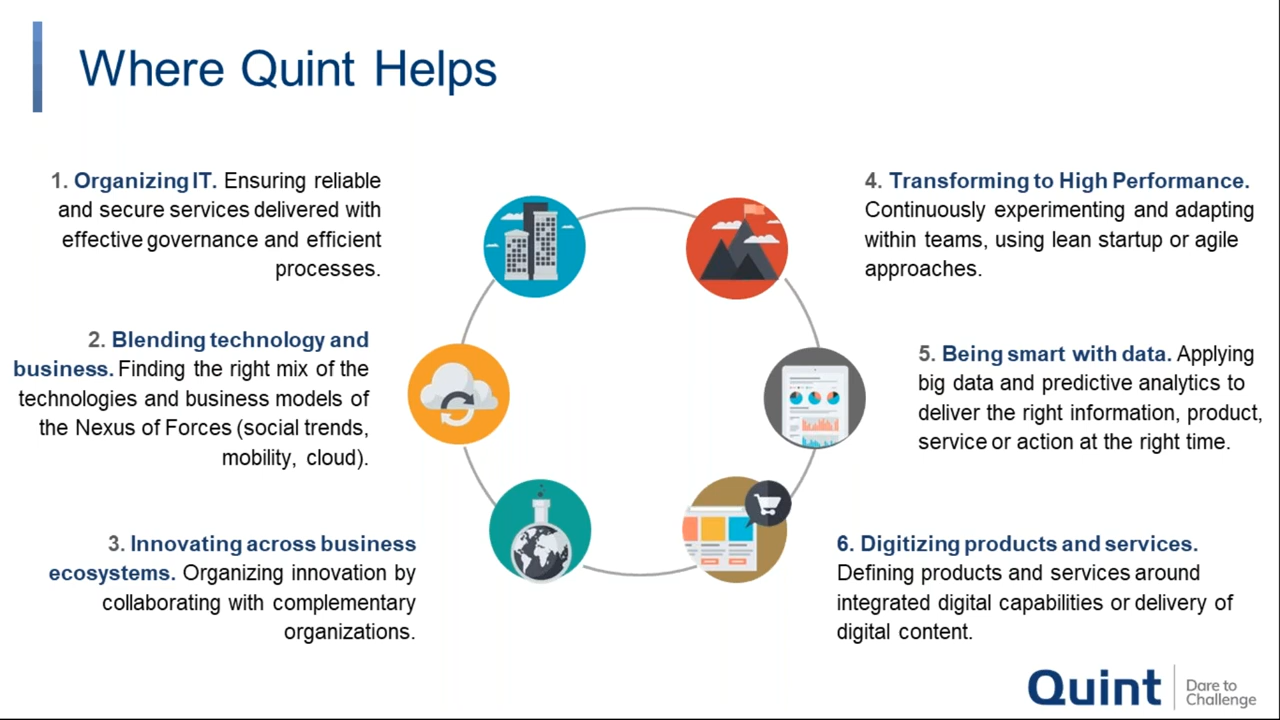 Where Quint Helps
1. Organizing IT. Ensuring reliable
and secure services delivered with
effective governance and efficient
processes.
2. Blending technology and
business. Finding the right mix of the
technologies and business models of
the Nexus of Forces (social trends,
mobility, cloud).
3. Innovating across business
ecosystems. Organizing innovation by
collaborating with complementary
organizations.
4. Transforming to High Performance.
Continuously experimenting and adapting
within teams, using lean startup or agile
approaches.
5. Being smart with data. Applying
big data and predictive analytics to
deliver the right information, product,
service or action at the right time.
6. Digitizing products and services.
Defining products and services around
integrated digital capabilities or delivery of
digital content.
Quint
Dare to
Challenge